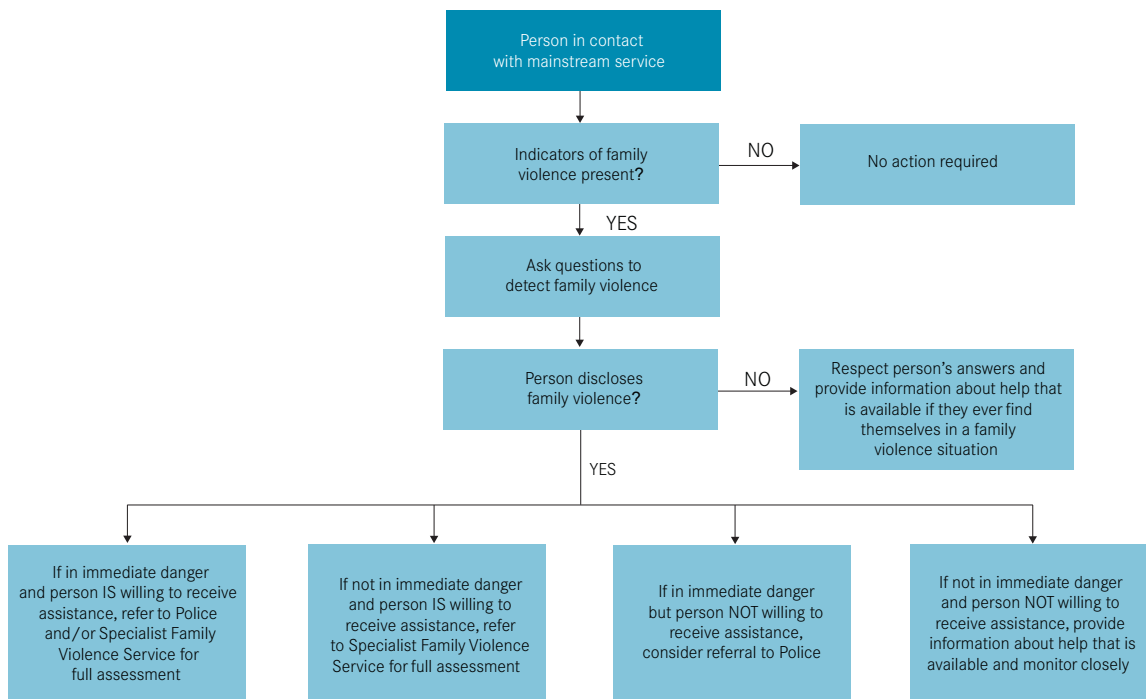 Person in contact
with mainstream service
Indicators of family
violence present?
NO
No action required
YES
Ask questions to
detect family violence
Person discloses
family violence?
NO
Respect person's answers and
provide information about help that
is available if they ever find
themselves in a family
violence situation
YES
If in immediate danger
and person IS willing to receive
assistance, refer to Police
and/or Specialist Family
Violence Service for
full assessment
If not in immediate danger
and person IS willing to
receive assistance, refer
to Specialist Family Violence
Service for full assessment
If in immediate danger
but person NOT willing to
receive assistance,
consider referral to Police
If not in immediate danger
and person NOT willing to
receive assistance, provide
information about help that is
available and monitor closely